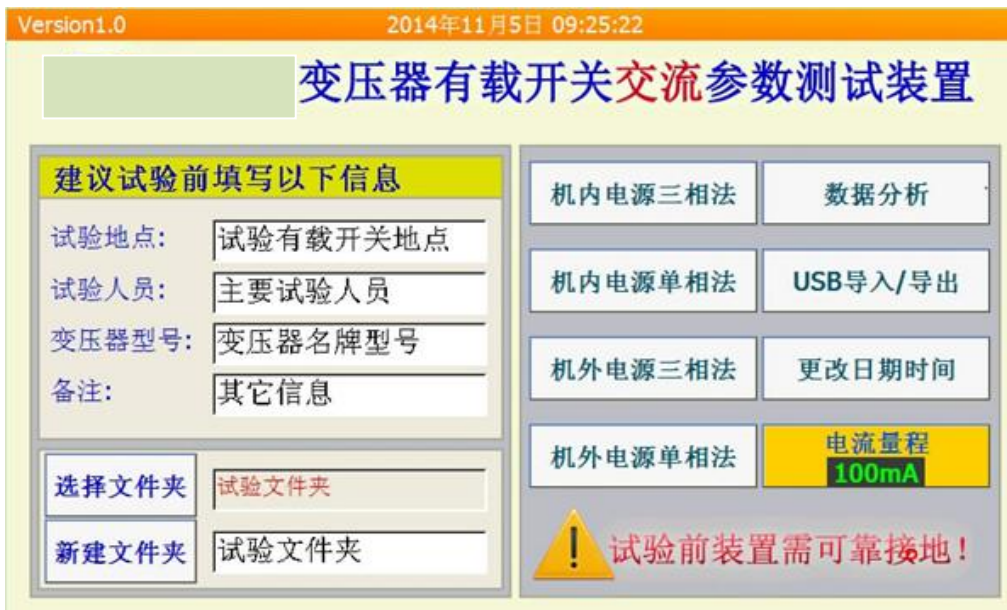 Version1.0 2014年11月5日 09:25:22
变压器有载开关交流参数测试装置
建议试验前填写以下信息
试验地点: 试验有载开关地点
试验人员: 主要试验人员
变压器型号: 变压器名牌型号
备注: 其它信息
选择文件夹 试验文件夹
新建文件夹 试验文件夹
机内电源三相法 数据分析
机内电源单相法 USB导入/导出
机外电源三相法 更改日期时间
机外电源单相法 电流量程
100mA
试验前装置需可靠接地!